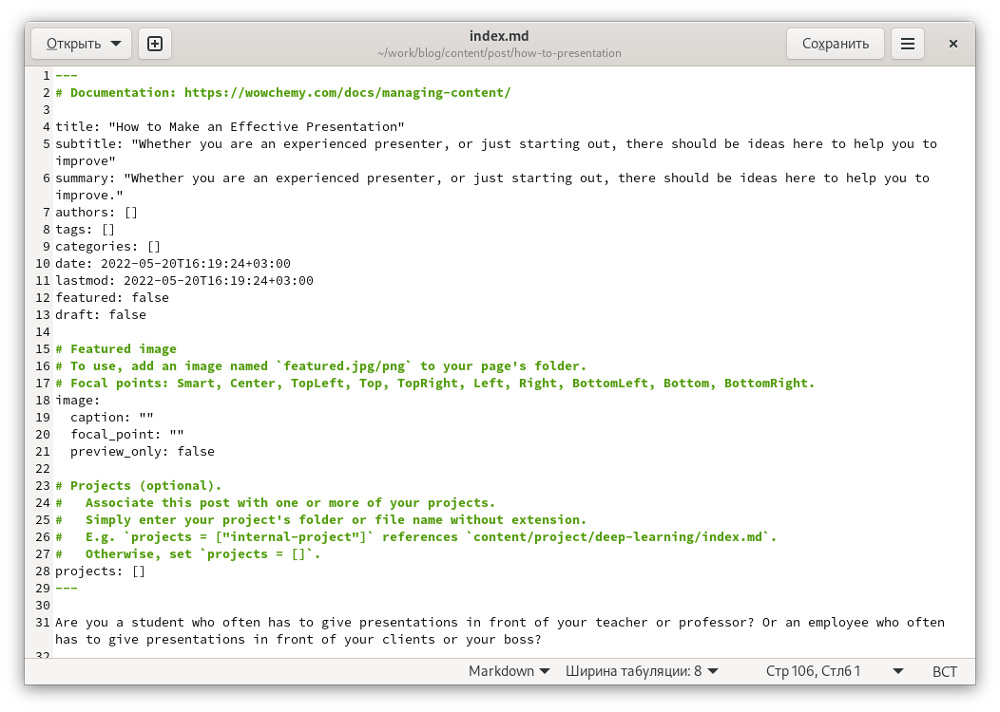 Открыть
index.md
~/work/blog/content/post/how-to-presentation
Сохранить
1 ---
2 # Documentation: https://wowchemy.com/docs/managing-content/
3
4 title: "How to Make an Effective Presentation"
5 subtitle: "Whether you are an experienced presenter, or just starting out, there should be ideas here to help you to
improve"
6 summary: "Whether you are an experienced presenter, or just starting out, there should be ideas here to help you to
improve."
7 authors: []
8 tags: []
9 categories: []
10 date: 2022-05-20T16:19:24+03:00
11 lastmod: 2022-05-20T16:19:24+03:00
12 featured: false
13 draft: false
14
15 # Featured image
16 # To use, add an image named `featured.jpg/png` to your page's folder.
17 # Focal points: Smart, Center, TopLeft, Top, TopRight, Left, Right, BottomLeft, Bottom, BottomRight.
18 image:
19   caption: ""
20   focal_point: ""
21   preview_only: false
22
23 # Projects (optional).
24 #   Associate this post with one or more of your projects.
25 #   Simply enter your project's folder or file name without extension.
26 #   E.g. `projects = ["internal-project"]` references `content/project/deep-learning/index.md`.
27 #   Otherwise, set `projects = []`.
28 projects: []
29 ---
30
31 Are you a student who often has to give presentations in front of your teacher or professor? Or an employee who often
has to give presentations in front of your clients or your boss?
32
Markdown Ширина табуляции: 8 Стр 106, Стлб 1 ВСТ